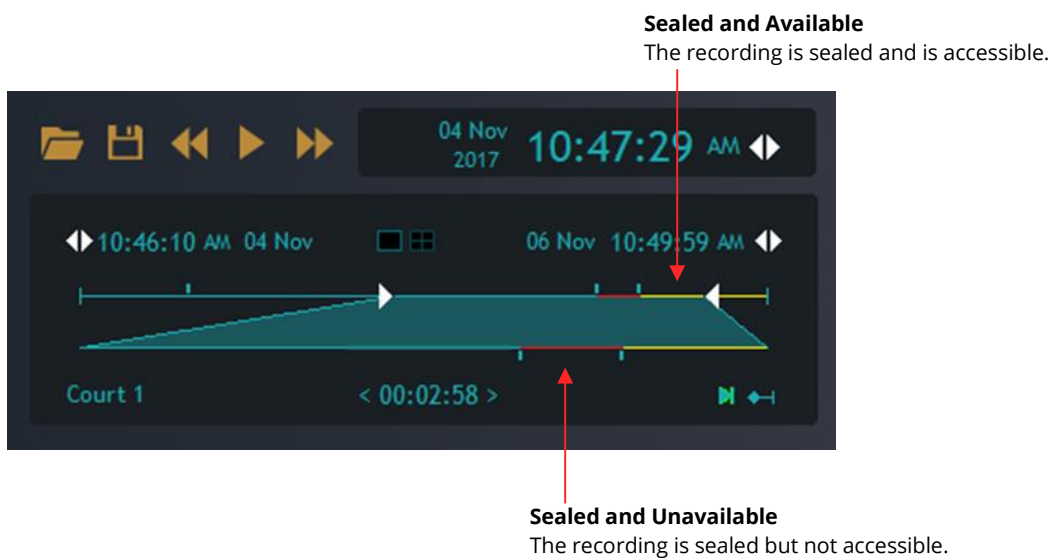 Sealed and Available
The recording is sealed and is accessible.
04 Nov
2017
10:47:29 AM
10:46:10 AM 04 Nov
06 Nov 10:49:59 AM
Court 1
< 00:02:58 >
Sealed and Unavailable
The recording is sealed but not accessible.